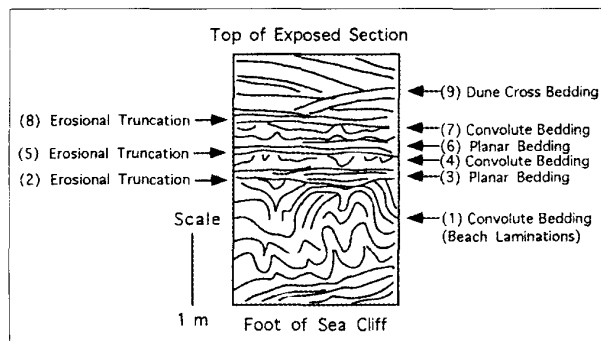 Top of Exposed Section
(9) Dune Cross Bedding
(8) Erosional Truncation
(7) Convolute Bedding
(6) Planar Bedding
(5) Erosional Truncation
(4) Convolute Bedding
(3) Planar Bedding
(2) Erosional Truncation
(1) Convolute Bedding
(Beach Laminations)
Scale
1 m
Foot of Sea Cliff